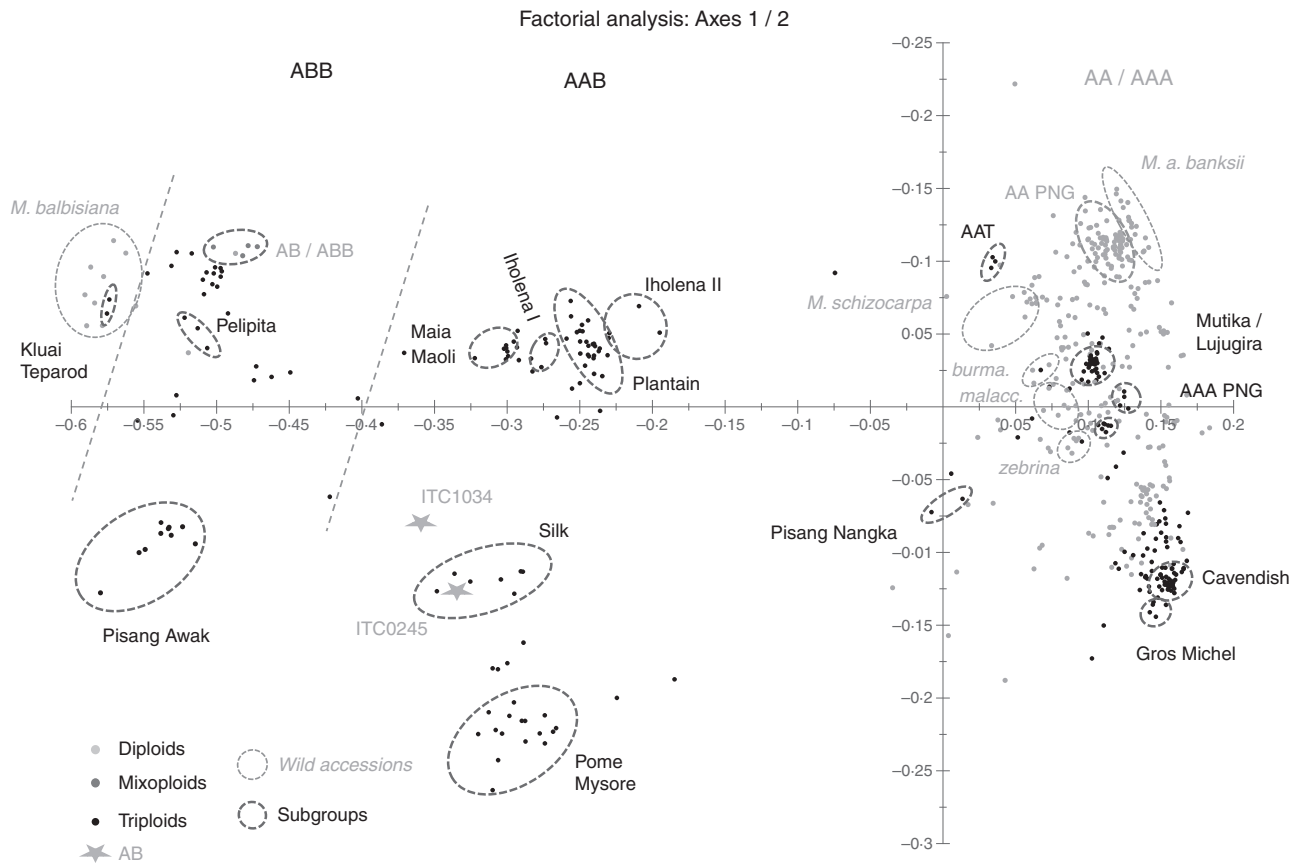 Factorial analysis: Axes 1 / 2
ABB
AAB
AA / AAA
–0·25
–0·2
–0·15
–0·1
0·05
–0·05
–0·01
–0·15
–0·2
–0·25
–0·3
–0·6
–0·55
–0·5
–0·45
–0·4
–0·35
–0·3
–0·25
–0·2
–0·15
–0·1
–0·05
0·05
0·1
0·15
0·2
M. balbisiana
AB / ABB
Kluai
Teparod
Pelipita
Maia
Maoli
Iholena I
Iholena II
Plantain
M. a. banksii
AA PNG
AAT
M. schizocarpa
Mutika /
Lujugira
burma.
malacc.
AAA PNG
zebrina
Pisang Nangka
Cavendish
Gros Michel
ITC1034
Silk
ITC0245
Pisang Awak
Pome
Mysore
Diploids
Mixoploids
Triploids
AB
Wild accessions
Subgroups